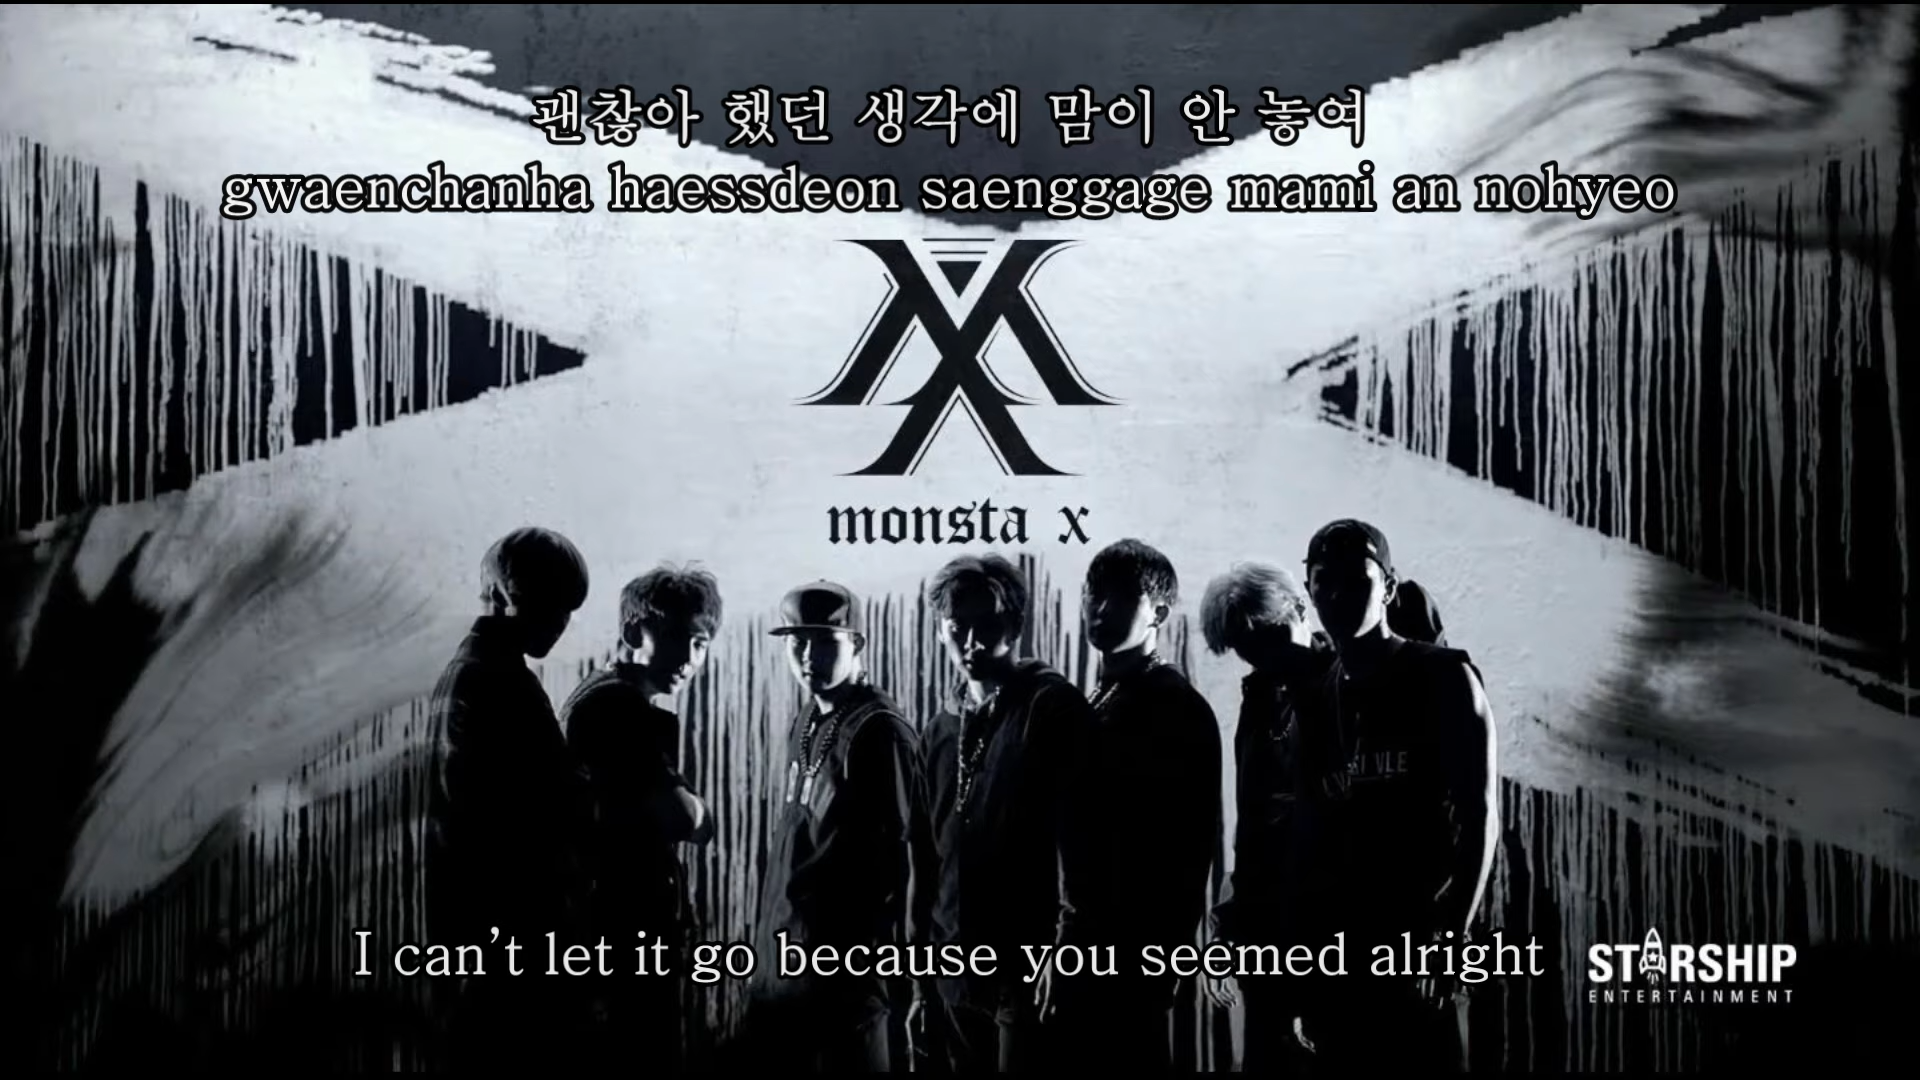 괜찮아 했던 생각에 맘이 안 놓여
gwaenchanha haessdeon saenggage mami an nohyeo
monsta x
I can't let it go because you seemed alright
STARSHIP
ENTERTAINMENT